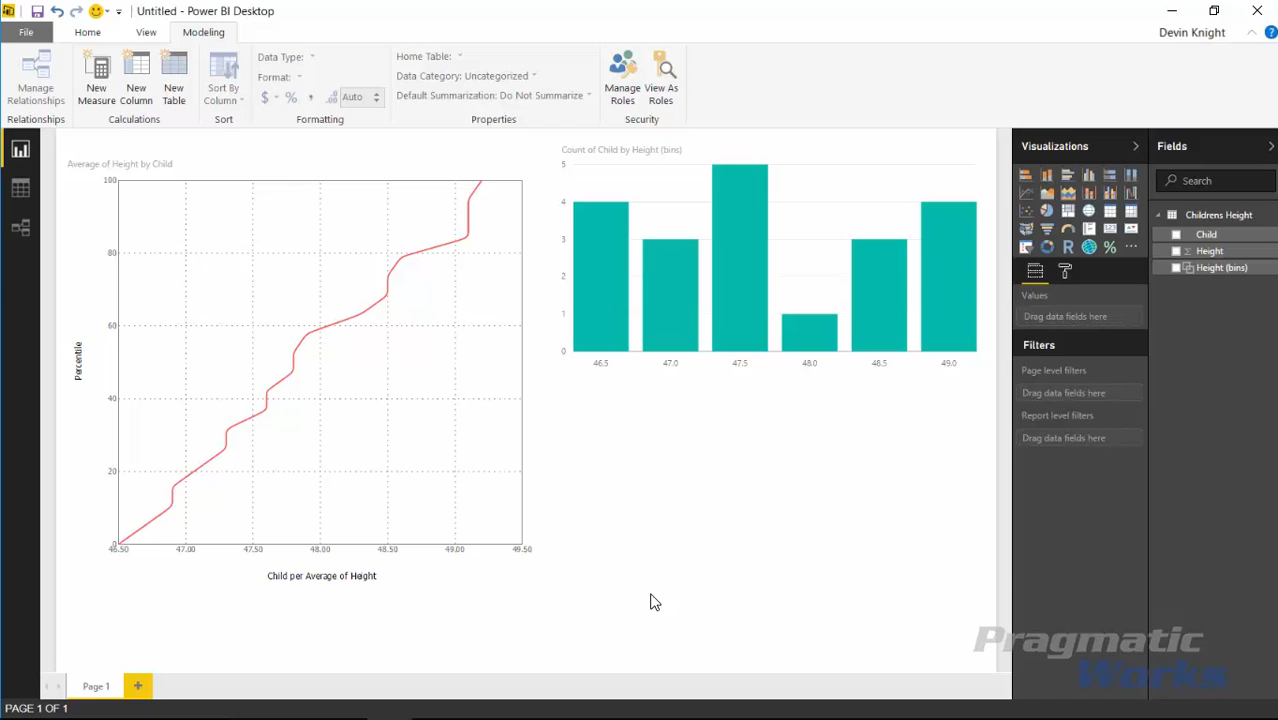 Untitled - Power BI Desktop
File
Home
View
Modeling
Devin Knight
Manage Relationships
Relationships
New Measure
New Column
New Table
Calculations
Sort By Column
Sort
Data Type:
Format:
$ % , .00 Auto
Formatting
Home Table:
Data Category: Uncategorized
Default Summarization: Do Not Summarize
Properties
Manage Roles
View As Roles
Security
Average of Height by Child
100
80
60
40
20
0
Percentile
46.50 47.00 47.50 48.00 48.50 49.00 49.50
Child per Average of Height
Count of Child by Height (bins)
5
4
3
2
1
0
46.5 47.0 47.5 48.0 48.5 49.0
Visualizations
R
Values
Drag data fields here
Filters
Page level filters
Drag data fields here
Report level filters
Drag data fields here
Fields
Search
Childrens Height
Child
Σ Height
Height (bins)
Pragmatic
Works
Page 1
PAGE 1 OF 1